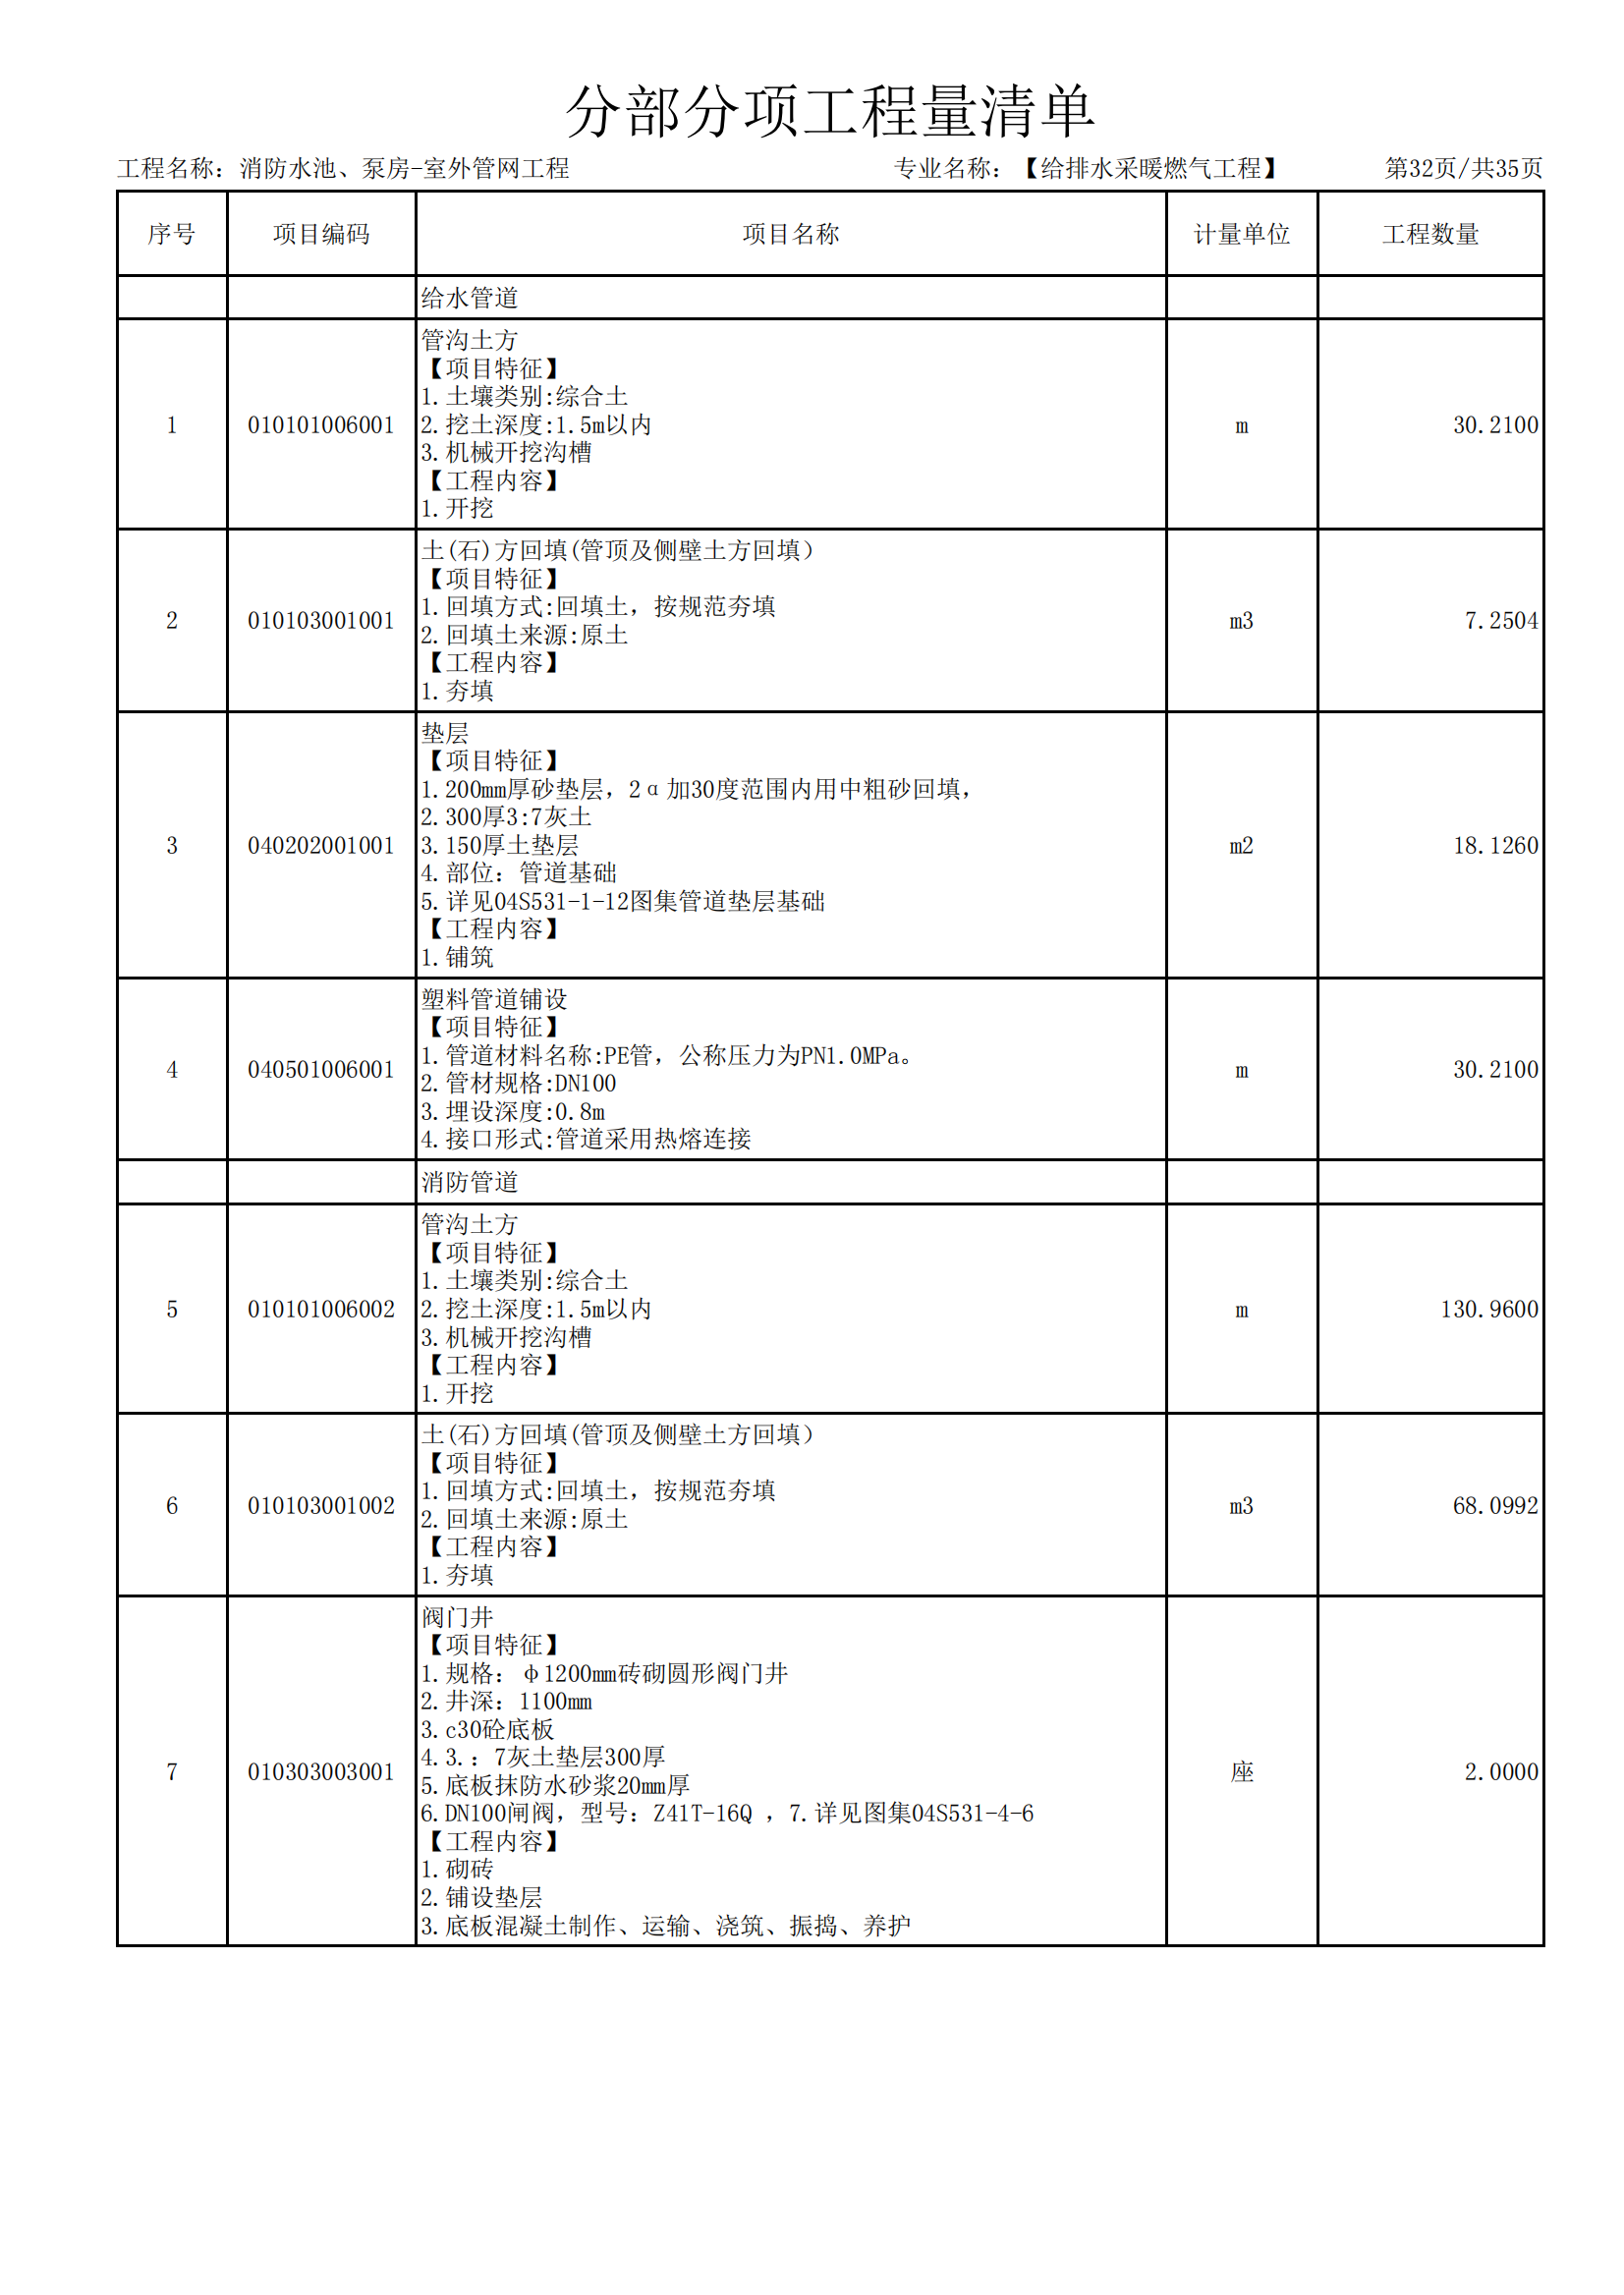 分部分项工程量清单
工程名称：消防水池、泵房-室外管网工程 专业名称：【给排水采暖燃气工程】 第32页/共35页
序号 项目编码 项目名称 计量单位 工程数量
给水管道
管沟土方
【项目特征】
1.土壤类别:综合土
1 010101006001 2.挖土深度:1.5m以内 m 30.2100
3.机械开挖沟槽
【工程内容】
1.开挖
土(石)方回填(管顶及侧壁土方回填）
【项目特征】
1.回填方式:回填土，按规范夯填
2 010103001001 2.回填土来源:原土 m3 7.2504
【工程内容】
1.夯填
垫层
【项目特征】
1.200mm厚砂垫层，2α加30度范围内用中粗砂回填，
2.300厚3:7灰土
3 040202001001 3.150厚土垫层 m2 18.1260
4.部位：管道基础
5.详见04S531-1-12图集管道垫层基础
【工程内容】
1.铺筑
塑料管道铺设
【项目特征】
1.管道材料名称:PE管，公称压力为PN1.0MPa。
4 040501006001 2.管材规格:DN100 m 30.2100
3.埋设深度:0.8m
4.接口形式:管道采用热熔连接
消防管道
管沟土方
【项目特征】
1.土壤类别:综合土
5 010101006002 2.挖土深度:1.5m以内 m 130.9600
3.机械开挖沟槽
【工程内容】
1.开挖
土(石)方回填(管顶及侧壁土方回填）
【项目特征】
1.回填方式:回填土，按规范夯填
6 010103001002 2.回填土来源:原土 m3 68.0992
【工程内容】
1.夯填
阀门井
【项目特征】
1.规格：φ1200mm砖砌圆形阀门井
2.井深：1100mm
3.c30砼底板
4.3.：7灰土垫层300厚
7 010303003001 5.底板抹防水砂浆20mm厚 座 2.0000
6.DN100闸阀，型号：Z41T-16Q ，7.详见图集04S531-4-6
【工程内容】
1.砌砖
2.铺设垫层
3.底板混凝土制作、运输、浇筑、振捣、养护